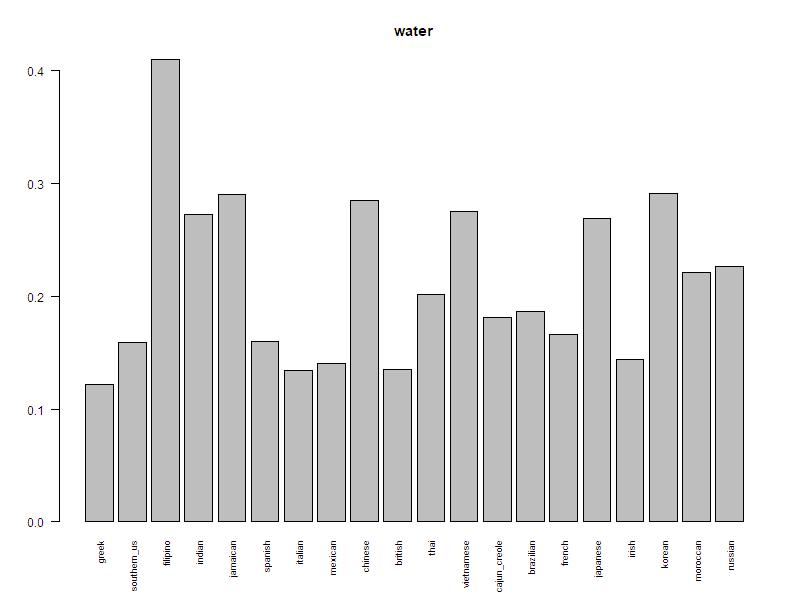 water
0.4
0.3
0.2
0.1
0.0
greek
southern_us
filipino
indian
jamaican
spanish
italian
mexican
chinese
british
thai
vietnamese
cajun_creole
brazilian
french
japanese
irish
korean
moroccan
russian